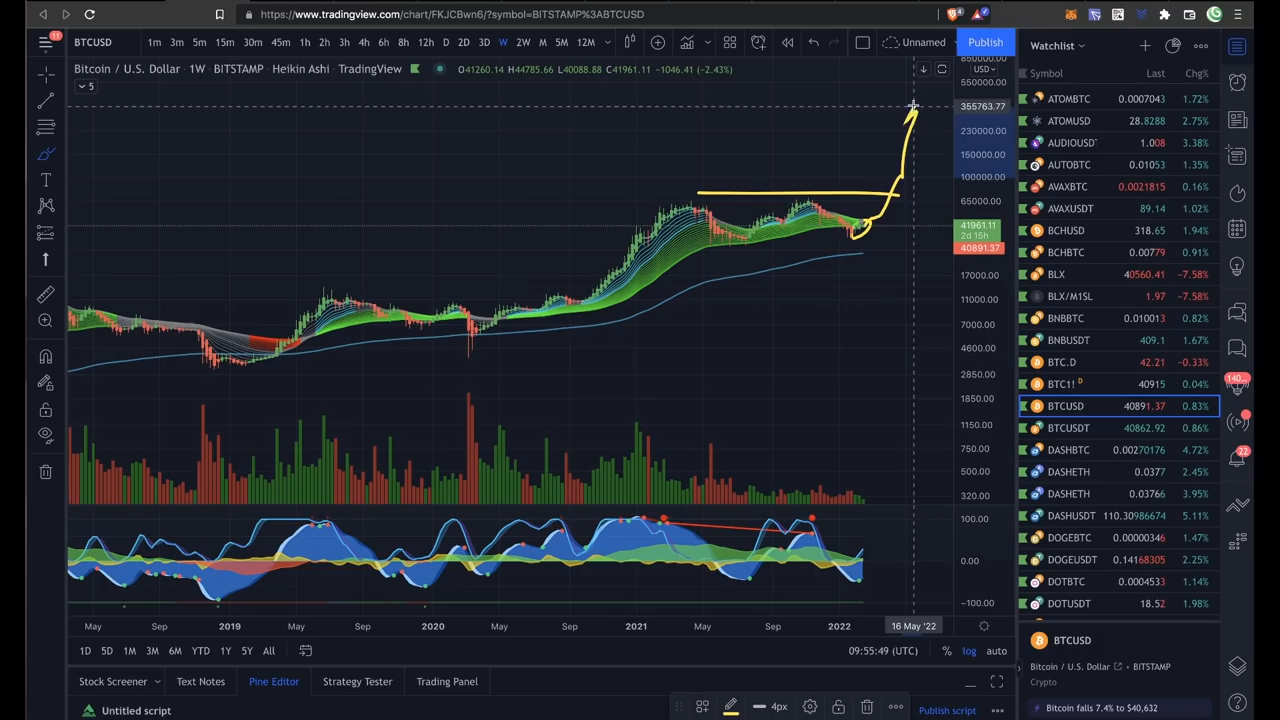 https://www.tradingview.com/chart/FKJCBwn6/?symbol=BITSTAMP%3ABTCUSD
11
BTCUSD 1m 3m 5m 15m 30m 45m 1h 2h 3h 4h 6h 8h 12h D 2D 3D W 2W M 5M 12M Unnamed Publish
Bitcoin / U.S. Dollar · 1W · BITSTAMP · Heikin Ashi · TradingView O41260.14 H44785.66 L40088.88 C41961.11 −1046.41 (−2.43%)
5
USD
850000.00
550000.00
355763.77
230000.00
150000.00
100000.00
65000.00
41961.11
2d 15h
40891.37
17000.00
11000.00
7000.00
4600.00
2850.00
1850.00
1150.00
750.00
500.00
320.00
100.00
0.00
−100.00
May Sep 2019 May Sep 2020 May Sep 2021 May Sep 2022 16 May '22
1D 5D 1M 3M 6M YTD 1Y 5Y All 09:55:49 (UTC) % log auto
Stock Screener Text Notes Pine Editor Strategy Tester Trading Panel
Untitled script 4px Publish script
Watchlist
Symbol Last Chg%
ATOMBTC 0.0007043 1.72%
ATOMUSD 28.8288 2.75%
AUDIOUSDT 1.008 3.38%
AUTOBTC 0.01053 1.35%
AVAXBTC 0.0021815 0.16%
AVAXUSDT 89.14 1.02%
BCHUSD 318.65 1.94%
BCHBTC 0.00779 0.91%
BLX 40560.41 −7.58%
BLX/M1SL 1.97 −7.58%
BNBBTC 0.010013 0.82%
BNBUSDT 409.1 1.67%
BTC.D 42.21 −0.33%
BTC1! D 40915 0.04%
BTCUSD 40891.37 0.83%
BTCUSDT 40862.92 0.86%
DASHBTC 0.00270176 4.72%
DASHETH 0.0377 2.45%
DASHETH 0.03766 3.95%
DASHUSDT 110.30986674 5.11%
DOGEBTC 0.00000346 1.47%
DOGEUSDT 0.14168305 2.25%
DOTBTC 0.0004533 1.14%
DOTUSDT 18.52 1.98%
BTCUSD
Bitcoin / U.S. Dollar · BITSTAMP
Crypto
Bitcoin falls 7.4% to $40,632
140...
22